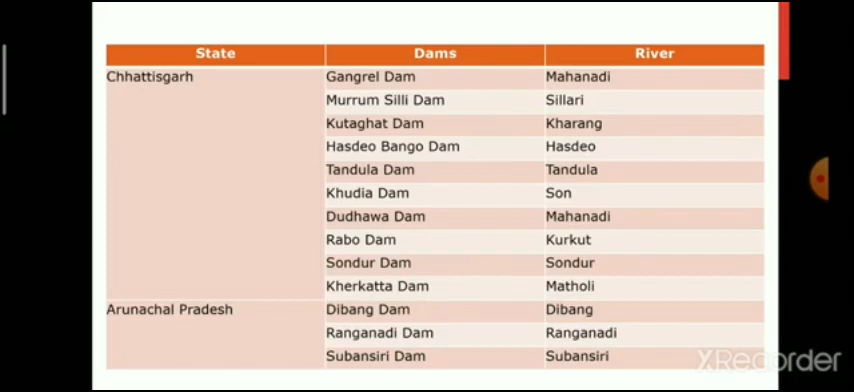 State Dams River
Chhattisgarh Gangrel Dam Mahanadi
Murrum Silli Dam Sillari
Kutaghat Dam Kharang
Hasdeo Bango Dam Hasdeo
Tandula Dam Tandula
Khudia Dam Son
Dudhawa Dam Mahanadi
Rabo Dam Kurkut
Sondur Dam Sondur
Kherkatta Dam Matholi
Arunachal Pradesh Dibang Dam Dibang
Ranganadi Dam Ranganadi
Subansiri Dam Subansiri
XRecorder